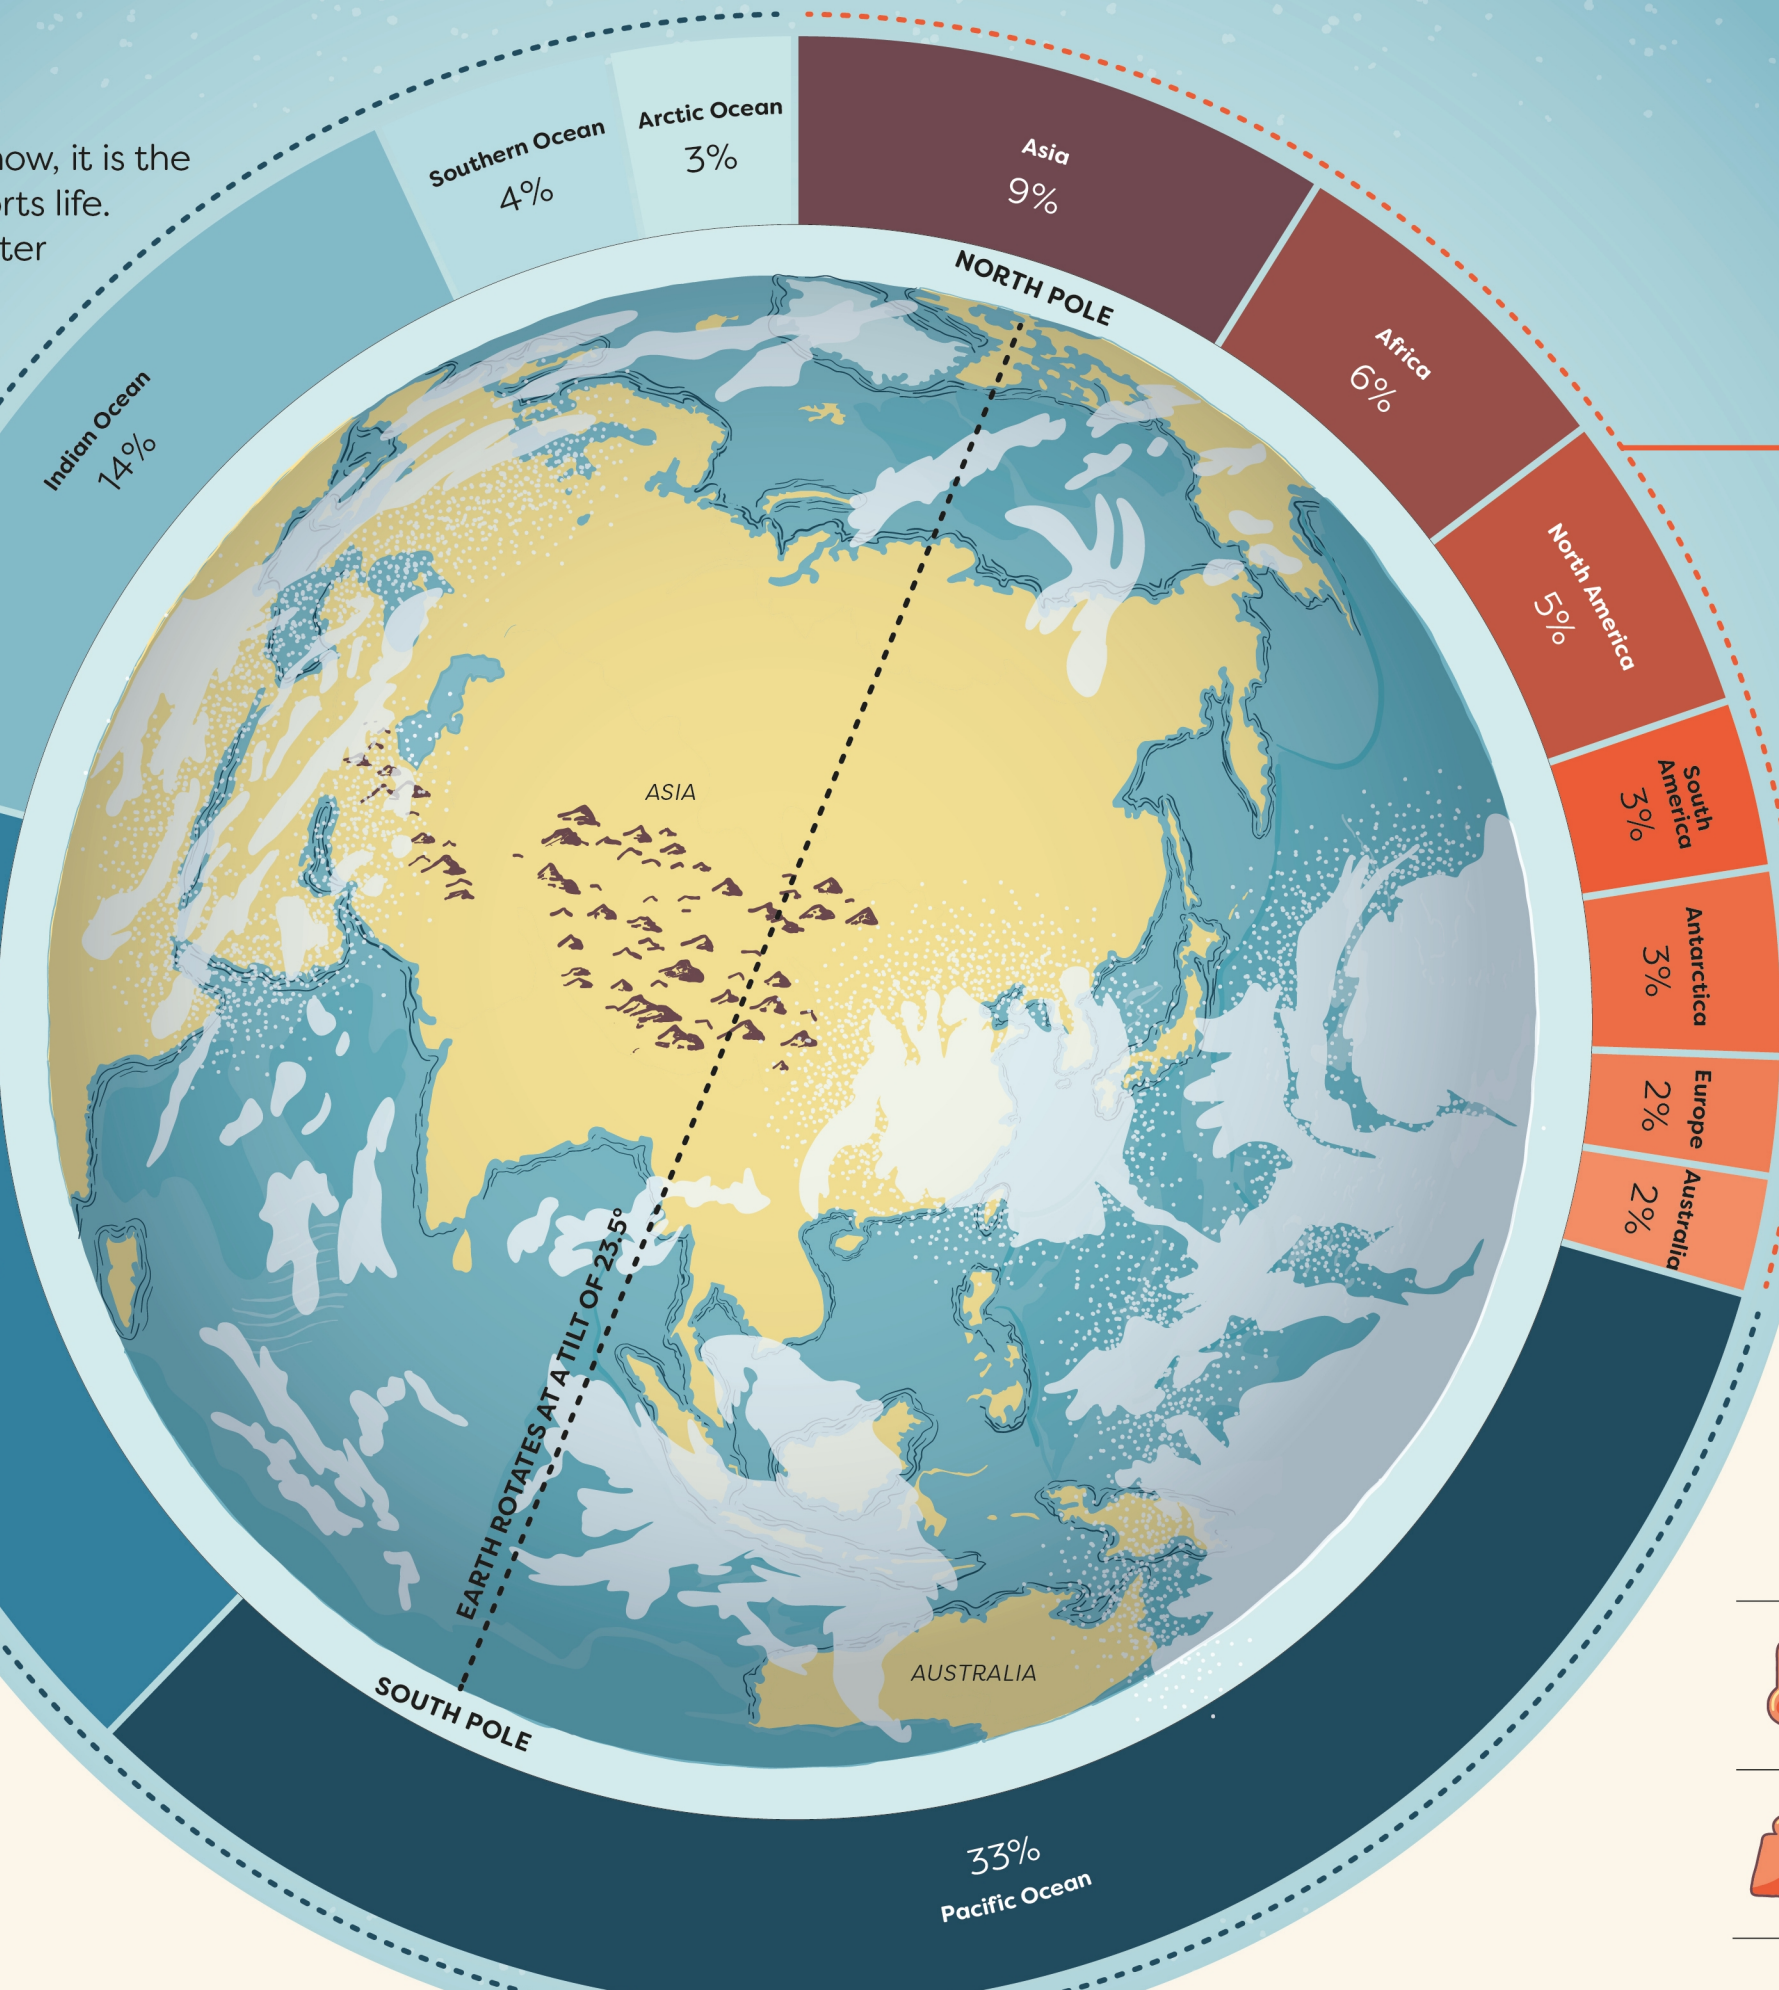 now, it is the
orts life.
ter
Arctic Ocean
3%
Southern Ocean
4%
Indian Ocean
14%
Asia
9%
Africa
6%
North America
5%
South
America
3%
Antarctica
3%
Europe
2%
Australia
2%
33%
Pacific Ocean
NORTH POLE
ASIA
EARTH ROTATES AT A TILT OF 23.5°
AUSTRALIA
SOUTH POLE